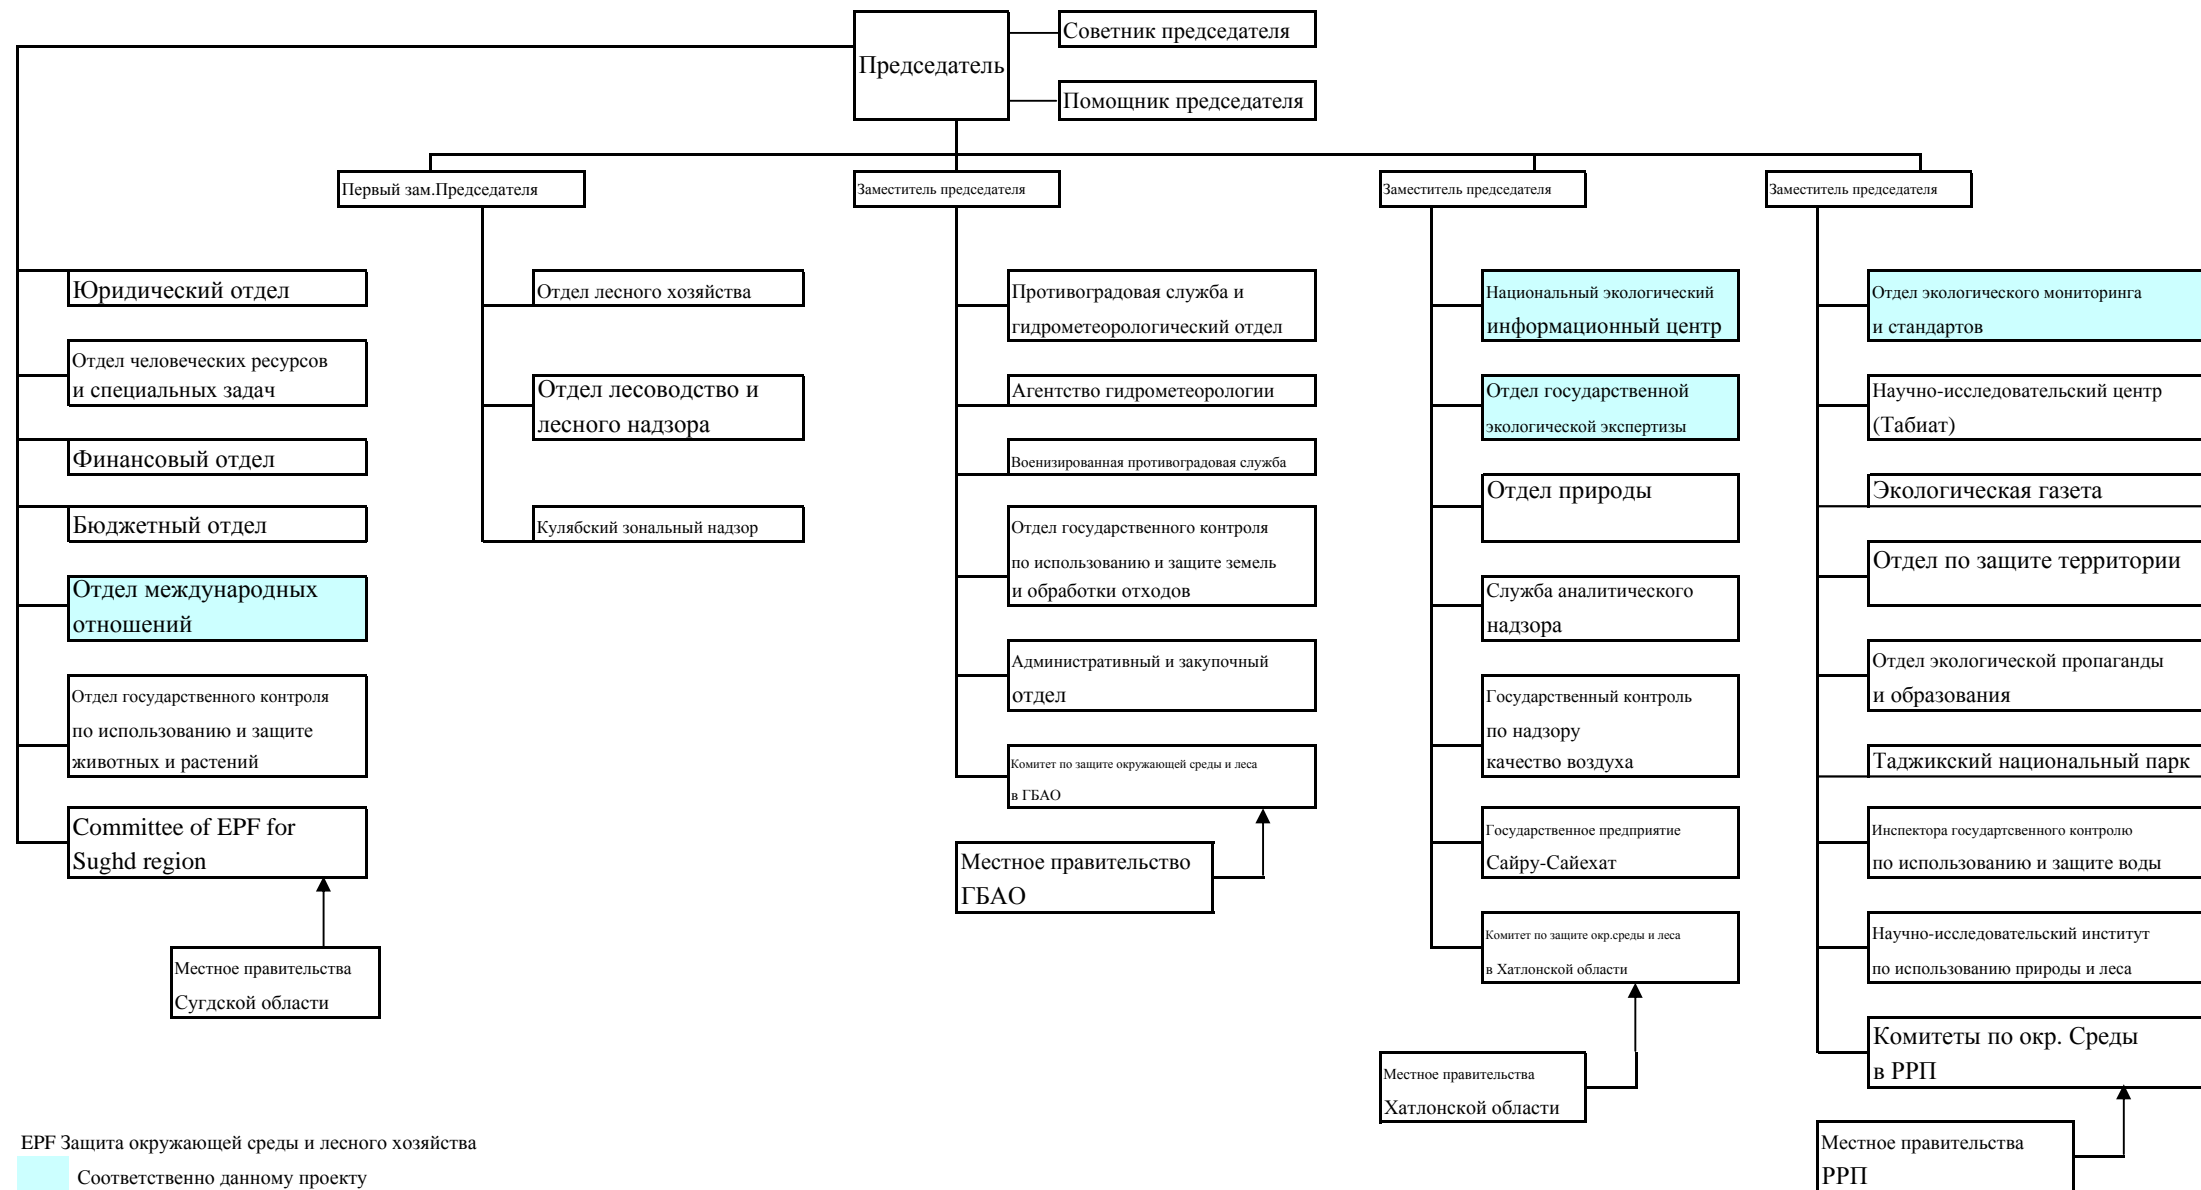 Председатель
Советник председателя
Помощник председателя
Первый зам.Председателя
Заместитель председателя
Заместитель председателя
Заместитель председателя
Юридический отдел
Отдел человеческих ресурсов
и специальных задач
Финансовый отдел
Бюджетный отдел
Отдел международных
отношений
Отдел государственного контроля
по использованию и защите
животных и растений
Committee of EPF for
Sughd region
Местное правительства
Сугдской области
Отдел лесного хозяйства
Отдел лесоводство и
лесного надзора
Кулябский зональный надзор
Противоградовая служба и
гидрометеорологический отдел
Агентство гидрометеорологии
Военизированная противоградовая служба
Отдел государственного контроля
по использованию и защите земель
и обработки отходов
Административный и закупочный
отдел
Комитет по защите окружающей среды и леса
в ГБАО
Местное правительство
ГБАО
Национальный экологический
информационный центр
Отдел государственной
экологической экспертизы
Отдел природы
Служба аналитического
надзора
Государственный контроль
по надзору
качество воздуха
Государственное предприятие
Сайру-Сайехат
Комитет по защите окр.среды и леса
в Хатлонской области
Местное правительства
Хатлонской области
Отдел экологического мониторинга
и стандартов
Научно-исследовательский центр
(Табиат)
Экологическая газета
Отдел по защите территории
Отдел экологической пропаганды
и образования
Таджикский национальный парк
Инспектора государтсвенного контролю
по использованию и защите воды
Научно-исследовательский институт
по использованию природы и леса
Комитеты по окр. Среды
в РРП
Местное правительства
РРП
EPF Защита окружающей среды и лесного хозяйства
Соответственно данному проекту